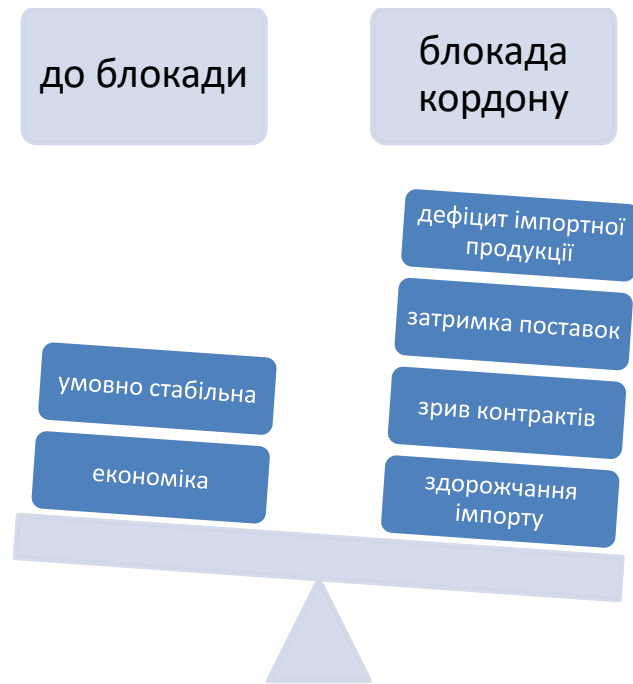 до блокади
блокада
кордону
умовно стабільна
економіка
дефіцит імпортної
продукції
затримка поставок
зрив контрактів
здорожчання
імпорту